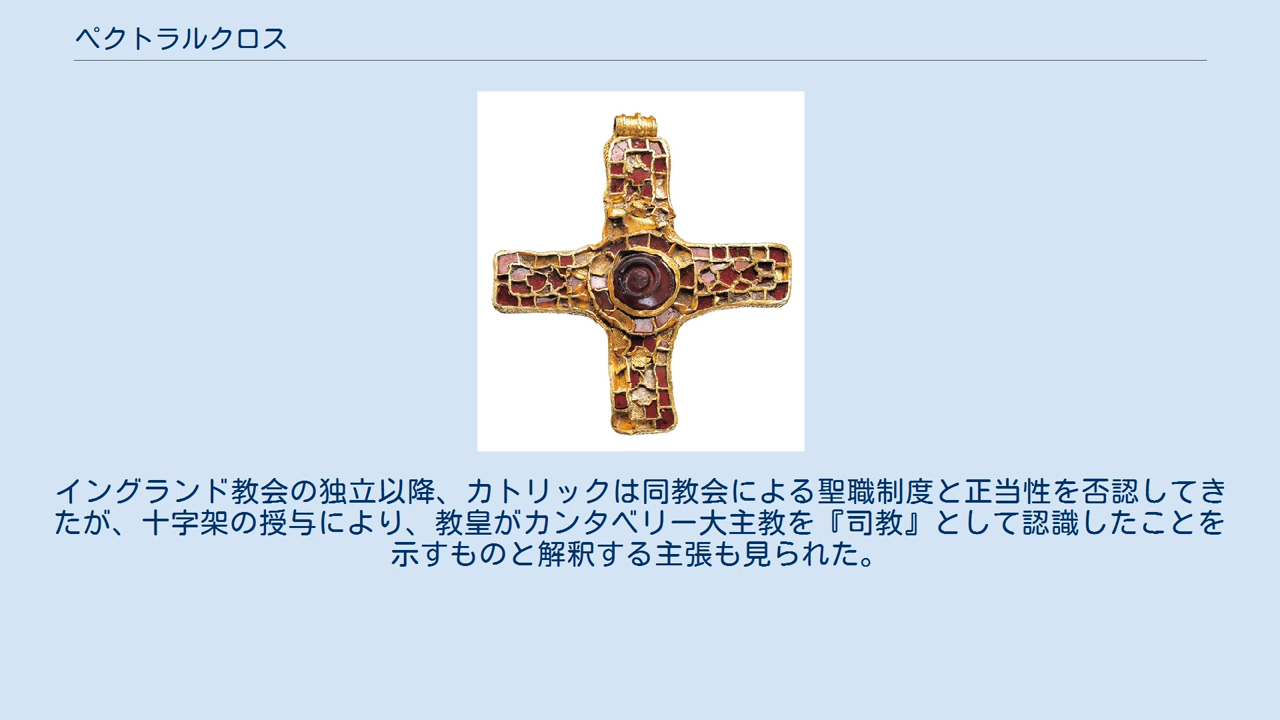 ペクトラルクロス
イングランド教会の独立以降、カトリックは同教会による聖職制度と正当性を否認してき
たが、十字架の授与により、教皇がカンタベリー大主教を『司教』として認識したことを
示すものと解釈する主張も見られた。